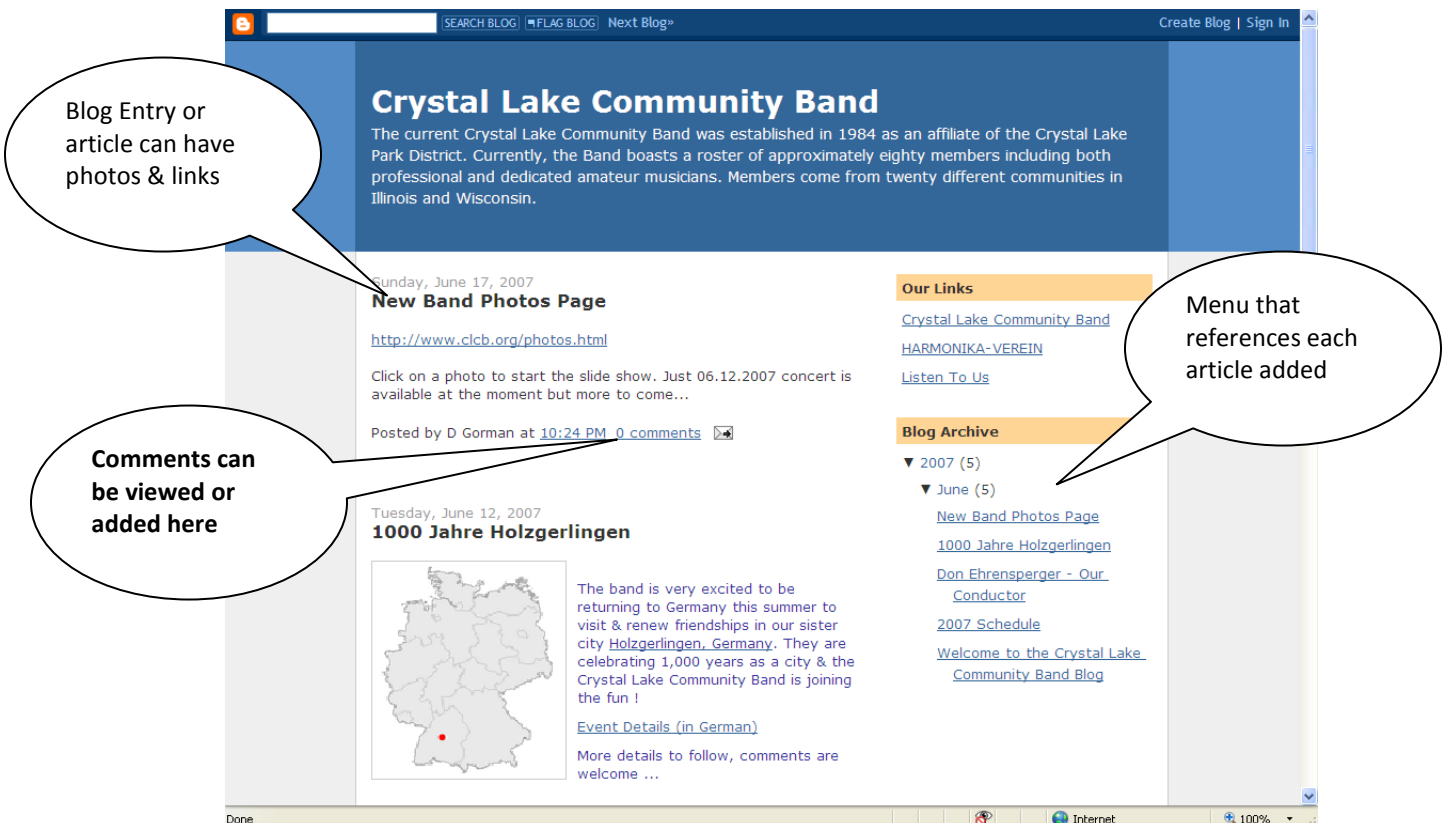 SEARCH BLOG FLAG BLOG Next Blog»
Create Blog | Sign In
Crystal Lake Community Band
The current Crystal Lake Community Band was established in 1984 as an affiliate of the Crystal Lake
Park District. Currently, the Band boasts a roster of approximately eighty members including both
professional and dedicated amateur musicians. Members come from twenty different communities in
Illinois and Wisconsin.
Blog Entry or
article can have
photos & links
Sunday, June 17, 2007
New Band Photos Page
http://www.clcb.org/photos.html
Click on a photo to start the slide show. Just 06.12.2007 concert is
available at the moment but more to come...
Posted by D Gorman at 10:24 PM 0 comments
Comments can
be viewed or
added here
Tuesday, June 12, 2007
1000 Jahre Holzgerlingen
The band is very excited to be
returning to Germany this summer to
visit & renew friendships in our sister
city Holzgerlingen, Germany. They are
celebrating 1,000 years as a city & the
Crystal Lake Community Band is joining
the fun !
Event Details (in German)
More details to follow, comments are
welcome ...
Our Links
Crystal Lake Community Band
HARMONIKA-VEREIN
Listen To Us
Menu that
references each
article added
Blog Archive
▼ 2007 (5)
▼ June (5)
New Band Photos Page
1000 Jahre Holzgerlingen
Don Ehrensperger - Our
Conductor
2007 Schedule
Welcome to the Crystal Lake
Community Band Blog
Done
Internet
100%